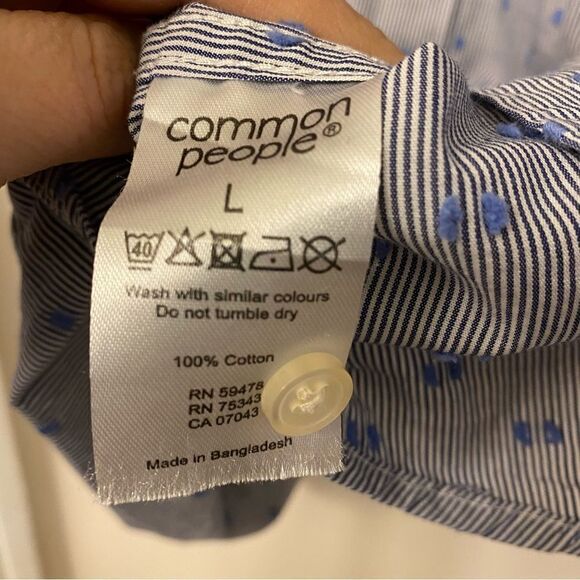 common
people®
L
40
Wash with similar colours
Do not tumble dry
100% Cotton
RN 59478
RN 75343
CA 07043
Made in Bangladesh